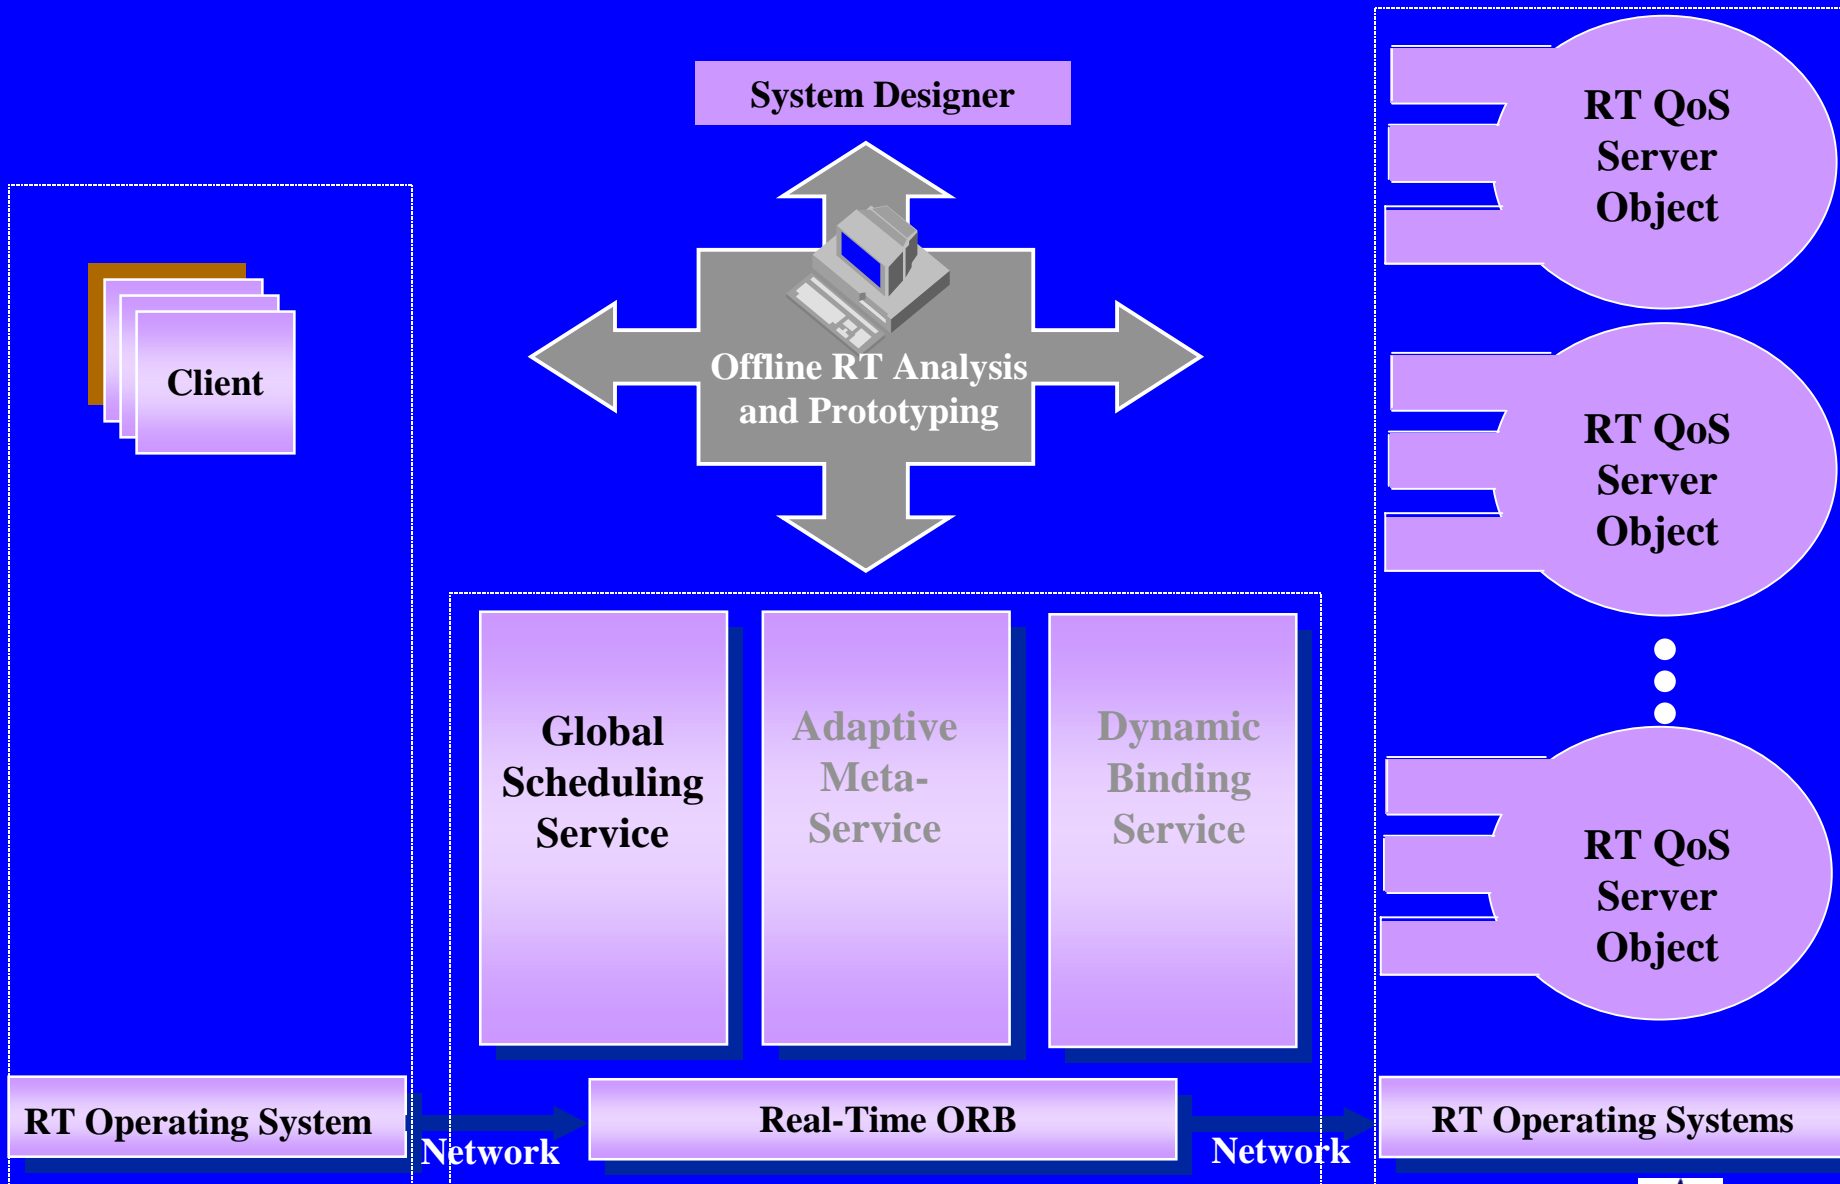 System Designer
RT QoS
Server
Object
Client
Offline RT Analysis
and Prototyping
RT QoS
Server
Object
Global
Scheduling
Service
Adaptive
Meta-
Service
Dynamic
Binding
Service
RT QoS
Server
Object
RT Operating System
Network
Real-Time ORB
Network
RT Operating Systems